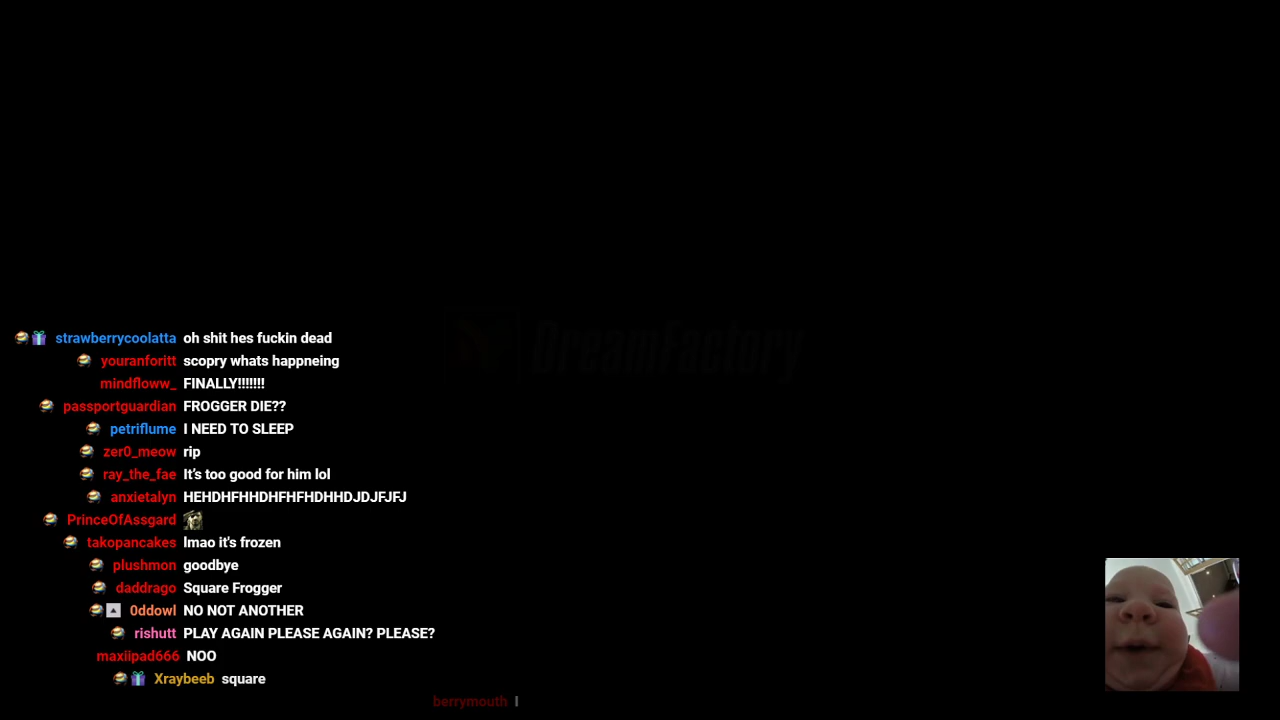 DreamFactory
strawberrycoolatta oh shit hes fuckin dead
youranforitt scopry whats happneing
mindfloww_ FINALLY!!!!!!!
passportguardian FROGGER DIE??
petriflume I NEED TO SLEEP
zer0_meow rip
ray_the_fae It's too good for him lol
anxietalyn HEHDHFHHDHFHFHDHHDJDJFJFJ
PrinceOfAssgard
takopancakes lmao it's frozen
plushmon goodbye
daddrago Square Frogger
0ddowl NO NOT ANOTHER
rishutt PLAY AGAIN PLEASE AGAIN? PLEASE?
maxiipad666 NOO
Xraybeeb square
berrymouth I